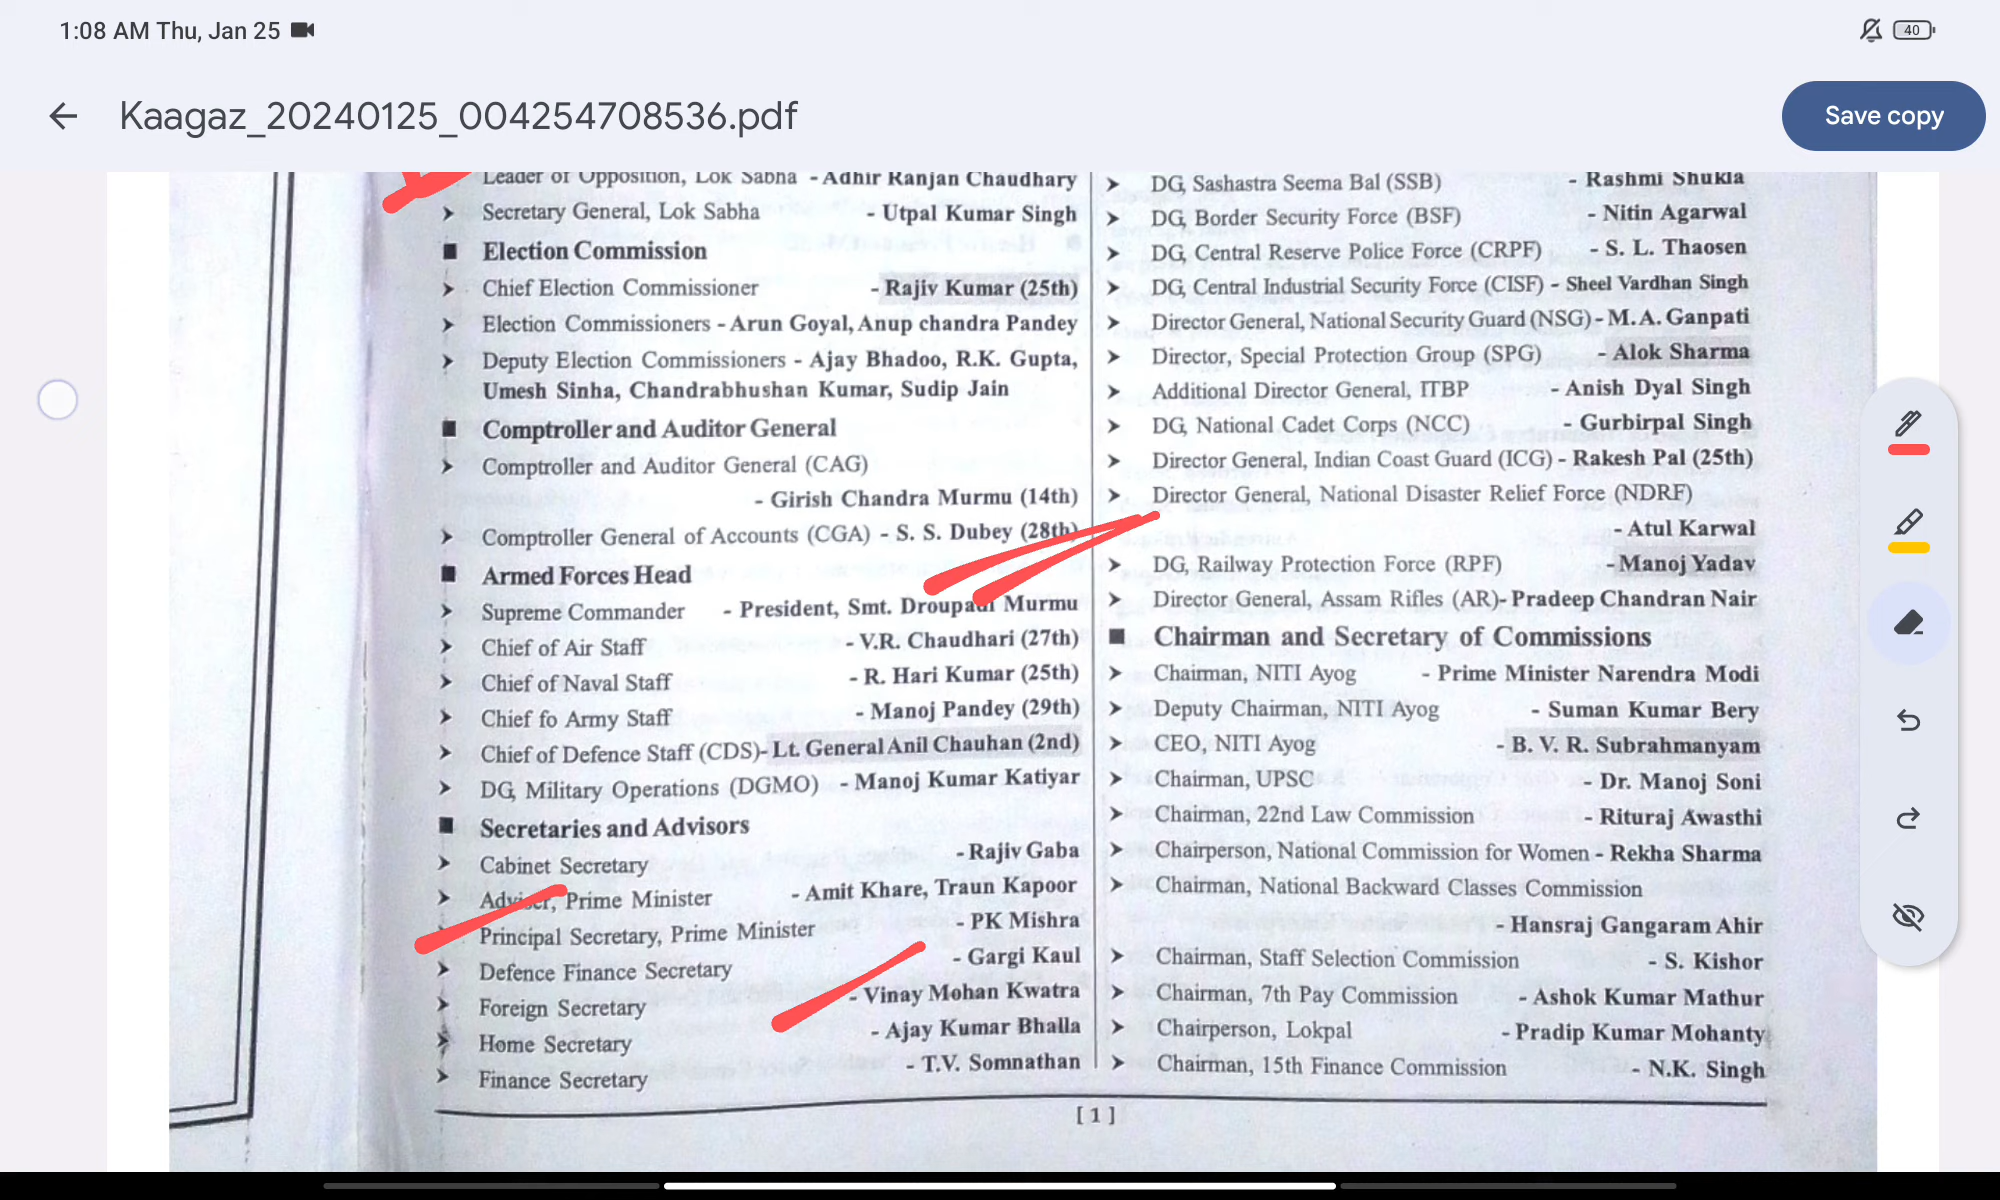 1:08 AM Thu, Jan 25
40
Kaagaz_20240125_004254708536.pdf
Save copy
Leader of Opposition, Lok Sabha - Adhir Ranjan Chaudhary
➤ Secretary General, Lok Sabha - Utpal Kumar Singh
■ Election Commission
➤ Chief Election Commissioner - Rajiv Kumar (25th)
➤ Election Commissioners - Arun Goyal, Anup chandra Pandey
➤ Deputy Election Commissioners - Ajay Bhadoo, R.K. Gupta,
Umesh Sinha, Chandrabhushan Kumar, Sudip Jain
■ Comptroller and Auditor General
➤ Comptroller and Auditor General (CAG)
- Girish Chandra Murmu (14th)
➤ Comptroller General of Accounts (CGA) - S. S. Dubey (28th)
■ Armed Forces Head
➤ Supreme Commander - President, Smt. Droupadi Murmu
➤ Chief of Air Staff - V.R. Chaudhari (27th)
➤ Chief of Naval Staff - R. Hari Kumar (25th)
➤ Chief fo Army Staff - Manoj Pandey (29th)
➤ Chief of Defence Staff (CDS)- Lt. General Anil Chauhan (2nd)
➤ DG, Military Operations (DGMO) - Manoj Kumar Katiyar
■ Secretaries and Advisors
➤ Cabinet Secretary - Rajiv Gaba
➤ Adviser, Prime Minister - Amit Khare, Traun Kapoor
Principal Secretary, Prime Minister - PK Mishra
➤ Defence Finance Secretary - Gargi Kaul
➤ Foreign Secretary - Vinay Mohan Kwatra
➤ Home Secretary - Ajay Kumar Bhalla
➤ Finance Secretary - T.V. Somnathan
➤ DG, Sashastra Seema Bal (SSB) - Rashmi Shukla
➤ DG, Border Security Force (BSF) - Nitin Agarwal
➤ DG, Central Reserve Police Force (CRPF) - S. L. Thaosen
➤ DG, Central Industrial Security Force (CISF) - Sheel Vardhan Singh
➤ Director General, National Security Guard (NSG) - M.A. Ganpati
➤ Director, Special Protection Group (SPG) - Alok Sharma
➤ Additional Director General, ITBP - Anish Dyal Singh
➤ DG, National Cadet Corps (NCC) - Gurbirpal Singh
➤ Director General, Indian Coast Guard (ICG) - Rakesh Pal (25th)
➤ Director General, National Disaster Relief Force (NDRF)
- Atul Karwal
➤ DG, Railway Protection Force (RPF) - Manoj Yadav
➤ Director General, Assam Rifles (AR)- Pradeep Chandran Nair
■ Chairman and Secretary of Commissions
➤ Chairman, NITI Ayog - Prime Minister Narendra Modi
➤ Deputy Chairman, NITI Ayog - Suman Kumar Bery
➤ CEO, NITI Ayog - B. V. R. Subrahmanyam
➤ Chairman, UPSC - Dr. Manoj Soni
➤ Chairman, 22nd Law Commission - Rituraj Awasthi
➤ Chairperson, National Commission for Women - Rekha Sharma
➤ Chairman, National Backward Classes Commission
- Hansraj Gangaram Ahir
➤ Chairman, Staff Selection Commission - S. Kishor
➤ Chairman, 7th Pay Commission - Ashok Kumar Mathur
➤ Chairperson, Lokpal - Pradip Kumar Mohanty
➤ Chairman, 15th Finance Commission - N.K. Singh
[ 1 ]